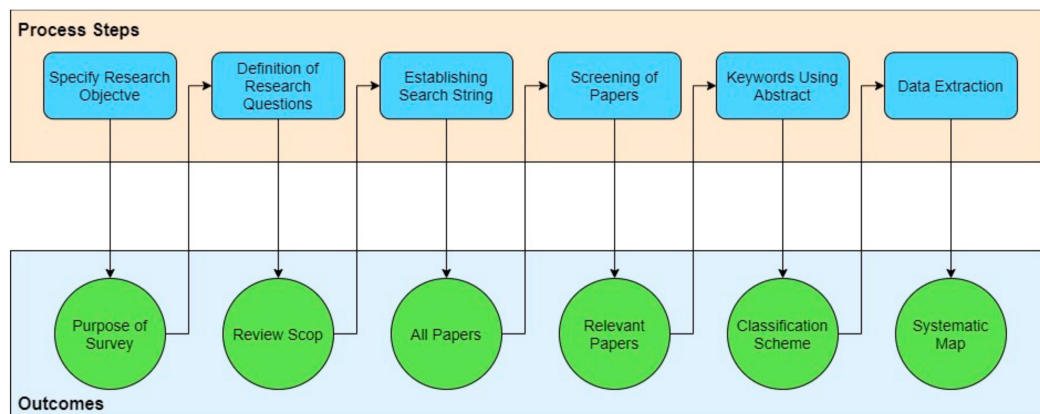 Process Steps
Specify Research
Objectve
Definition of
Research
Questions
Establishing
Search String
Screening of
Papers
Keywords Using
Abstract
Data Extraction
Purpose of
Survey
Review Scop
All Papers
Relevant
Papers
Classification
Scheme
Systematic
Map
Outcomes